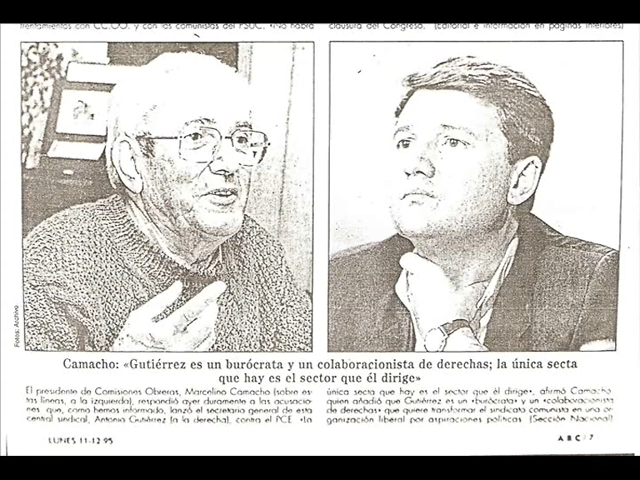 frentamientos con CC.OO. y con los comunistas del PSUC. «No habrá
clausura del Congreso. (Editorial e información en páginas interiores)
Fotos: Archivo
Camacho: «Gutiérrez es un burócrata y un colaboracionista de derechas; la única secta
que hay es el sector que él dirige»
El presidente de Comisiones Obreras, Marcelino Camacho (sobre es-
tas líneas, a la izquierda), respondió ayer duramente a las acusacio-
nes que, como hemos informado, lanzó el secretario general de esta
central sindical, Antonio Gutiérrez (a la derecha), contra el PCE. «La
única secta que hay es el sector que él dirige», afirmó Camacho,
quien añadió que Gutiérrez es un «burócrata» y un «colaboracionista
de derechas» que quiere transformar el sindicato comunista en una or-
ganización liberal por aspiraciones políticas. (Sección Nacional)
LUNES 11-12-95
ABC/7